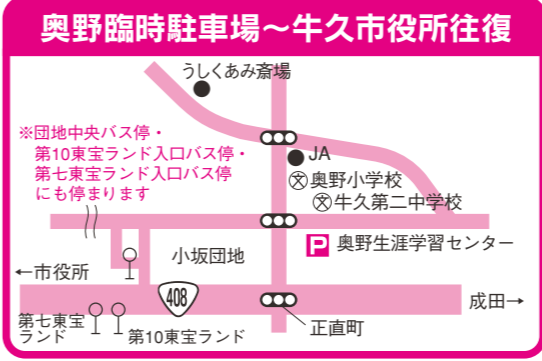 奥野臨時駐車場～牛久市役所往復
うしくあみ斎場
※団地中央バス停・
第10東宝ランド入口バス停・
第七東宝ランド入口バス停
にも停まります
JA
文 奥野小学校
文 牛久第二中学校
P 奥野生涯学習センター
小坂団地
←市役所
408
成田→
第七東宝
ランド
第10東宝ランド
正直町